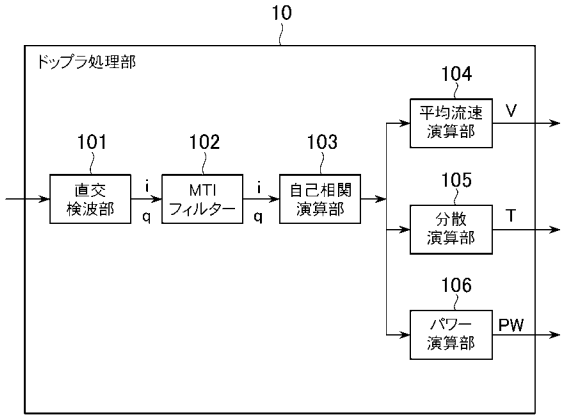 10
ドップラ処理部
101
直交
検波部
i
q
102
MTI
フィルター
i
q
103
自己相関
演算部
104
平均流速
演算部
V
105
分散
演算部
T
106
パワー
演算部
PW